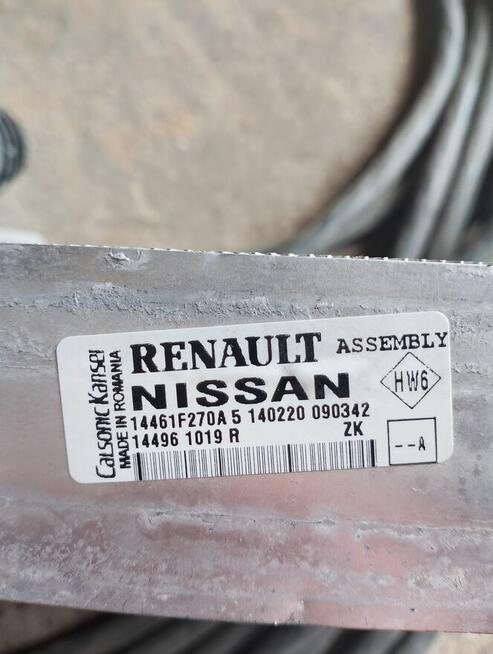 Calsonic Kansei
MADE IN ROMANIA
RENAULT ASSEMBLY
NISSAN
HW6
14461F270A 5 140220 090342
14496 1019 R ZK
--A